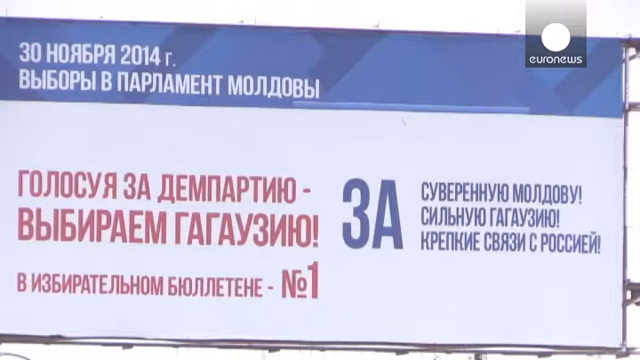 30 НОЯБРЯ 2014 г.
ВЫБОРЫ В ПАРЛАМЕНТ МОЛДОВЫ
euronews
ГОЛОСУЯ ЗА ДЕМПАРТИЮ -
ВЫБИРАЕМ ГАГАУЗИЮ!
В ИЗБИРАТЕЛЬНОМ БЮЛЛЕТЕНЕ - №1
ЗА
СУВЕРЕННУЮ МОЛДОВУ!
СИЛЬНУЮ ГАГАУЗИЮ!
КРЕПКИЕ СВЯЗИ С РОССИЕЙ!